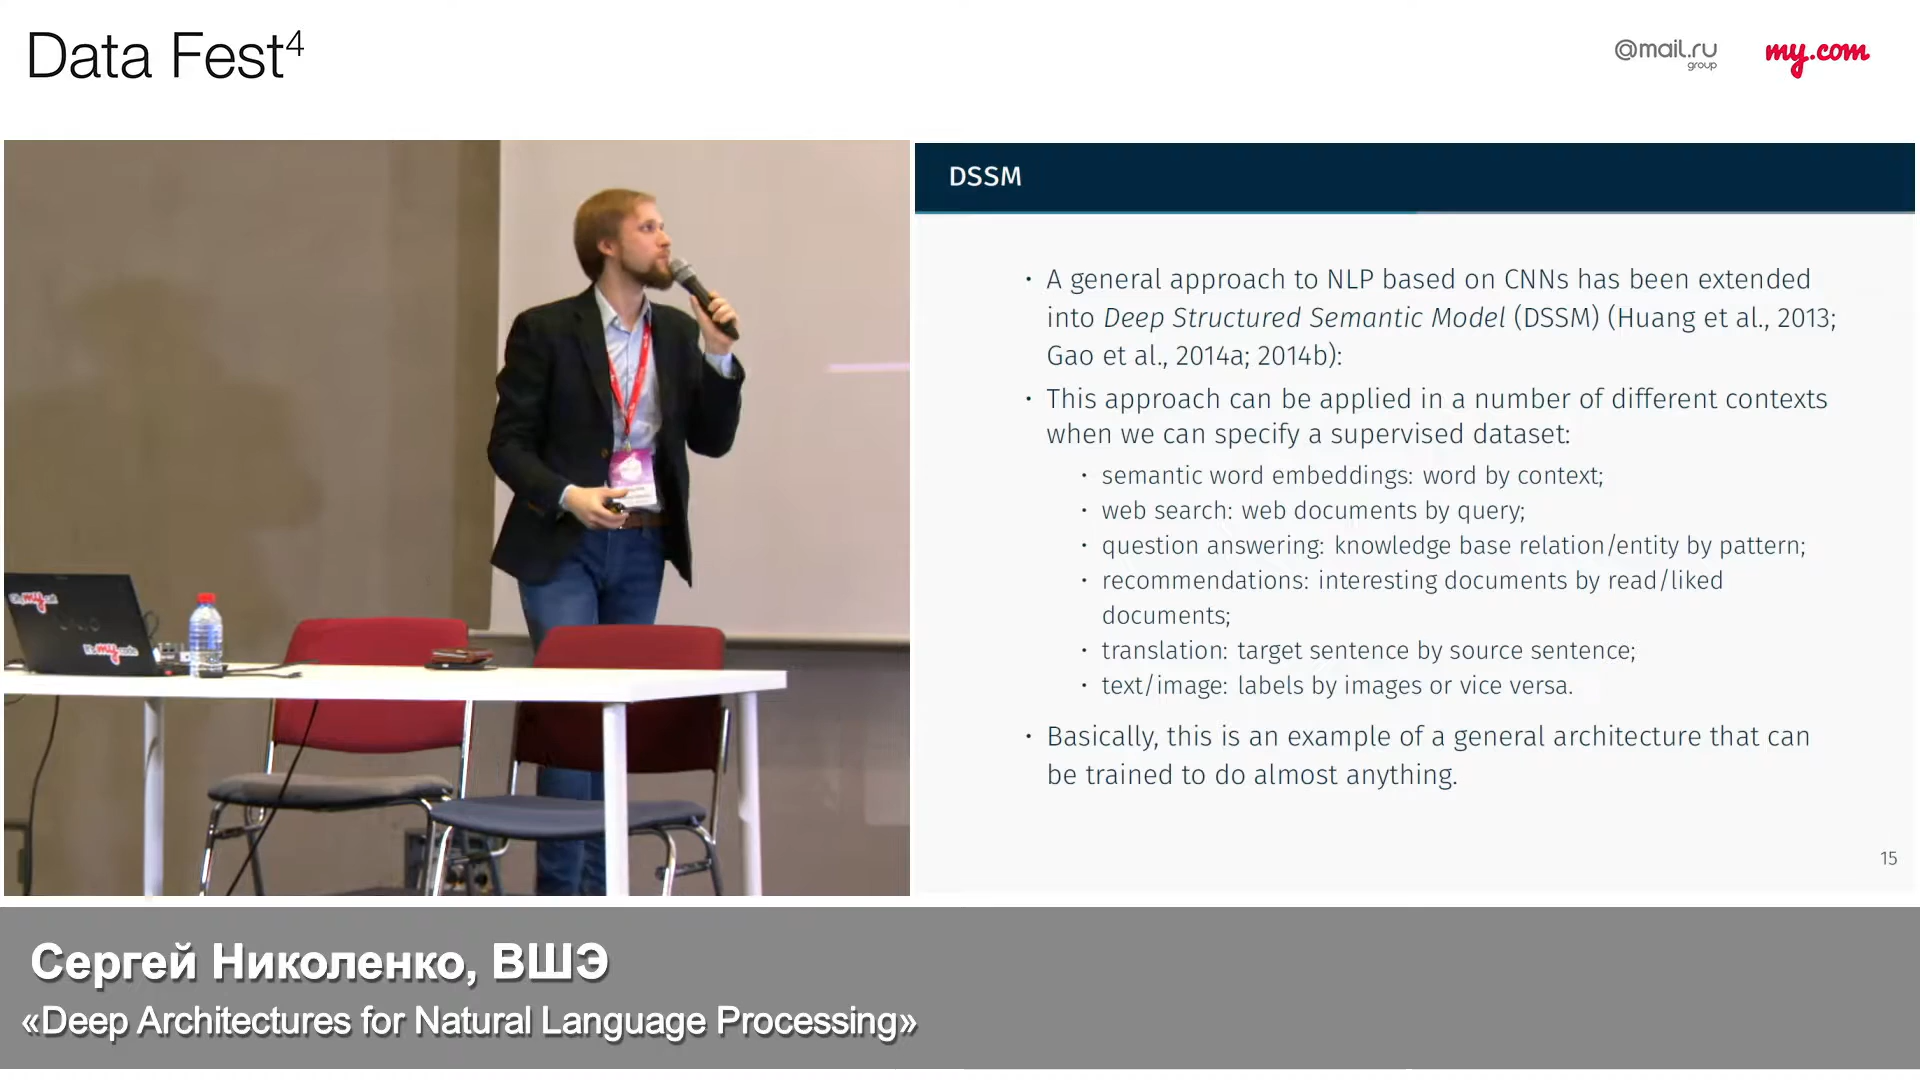 Data Fest⁴
@mail.ru
group
my.com
DSSM
· A general approach to NLP based on CNNs has been extended
into Deep Structured Semantic Model (DSSM) (Huang et al., 2013;
Gao et al., 2014a; 2014b):
· This approach can be applied in a number of different contexts
when we can specify a supervised dataset:
· semantic word embeddings: word by context;
· web search: web documents by query;
· question answering: knowledge base relation/entity by pattern;
· recommendations: interesting documents by read/liked
documents;
· translation: target sentence by source sentence;
· text/image: labels by images or vice versa.
· Basically, this is an example of a general architecture that can
be trained to do almost anything.
15
my
my
Сергей Николенко, ВШЭ
«Deep Architectures for Natural Language Processing»